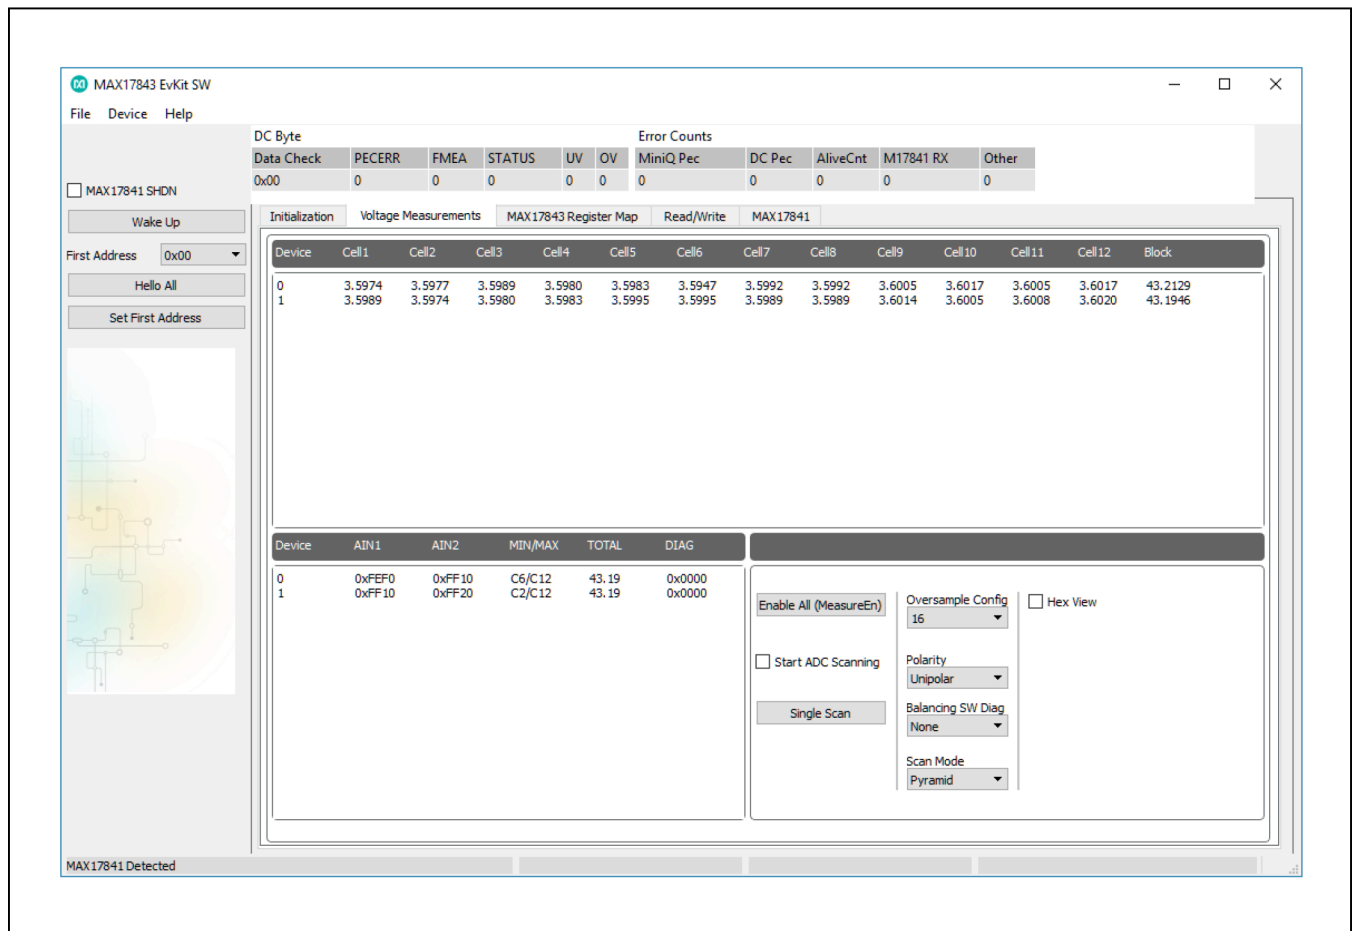 MAX17843 EvKit SW
File Device Help
DC Byte Error Counts
Data Check PECERR FMEA STATUS UV OV MiniQ Pec DC Pec AliveCnt M17841 RX Other
0x00 0 0 0 0 0 0 0 0 0 0
MAX17841 SHDN
Wake Up
First Address 0x00
Hello All
Set First Address
Initialization Voltage Measurements MAX17843 Register Map Read/Write MAX17841
Device Cell1 Cell2 Cell3 Cell4 Cell5 Cell6 Cell7 Cell8 Cell9 Cell10 Cell11 Cell12 Block
0 3.5974 3.5977 3.5989 3.5980 3.5983 3.5947 3.5992 3.5992 3.6005 3.6017 3.6005 3.6017 43.2129
1 3.5989 3.5974 3.5980 3.5983 3.5995 3.5995 3.5989 3.5989 3.6014 3.6005 3.6008 3.6020 43.1946
Device AIN1 AIN2 MIN/MAX TOTAL DIAG
0 0xFEF0 0xFF10 C6/C12 43.19 0x0000
1 0xFF10 0xFF20 C2/C12 43.19 0x0000
Enable All (MeasureEn)
Start ADC Scanning
Single Scan
Oversample Config
16
Polarity
Unipolar
Balancing SW Diag
None
Scan Mode
Pyramid
Hex View
MAX17841 Detected